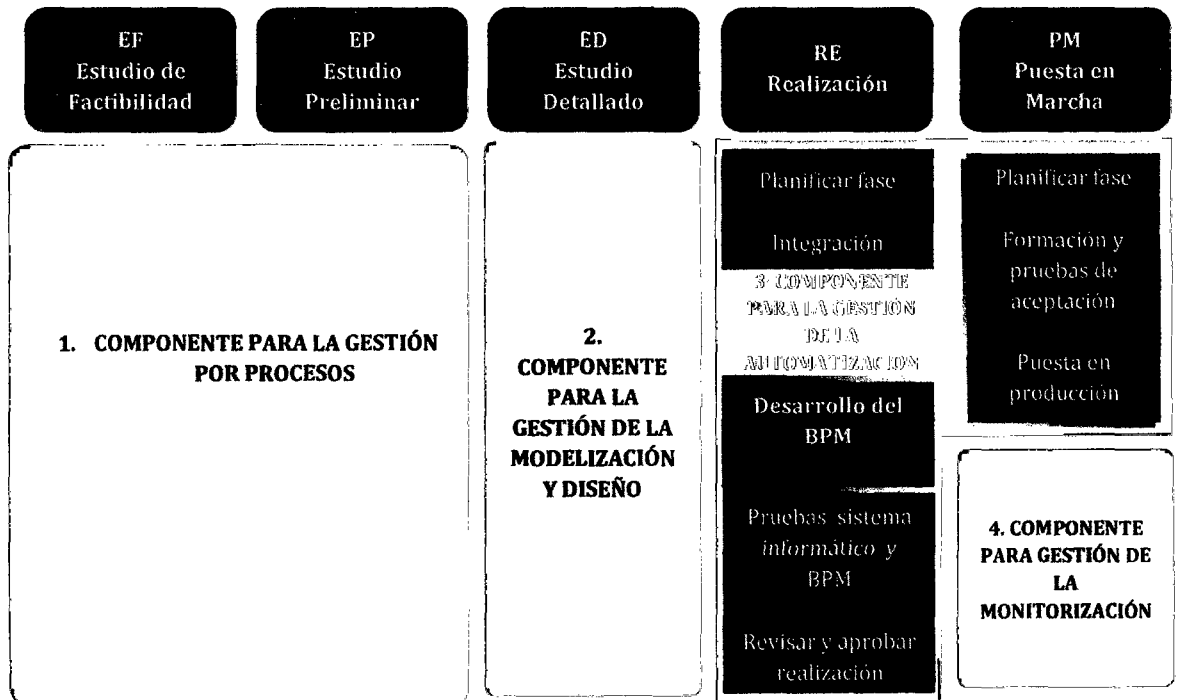 EF
Estudio de
Factibilidad
EP
Estudio
Preliminar
ED
Estudio
Detallado
RE
Realización
PM
Puesta en
Marcha
1. COMPONENTE PARA LA GESTIÓN
POR PROCESOS
2.
COMPONENTE
PARA LA
GESTIÓN DE LA
MODELIZACIÓN
Y DISEÑO
Planificar fase
Integración
3. COMPONENTE
PARA LA GESTIÓN
DE LA
AUTOMATIZACION
Desarrollo del
BPM
Pruebas sistema
informático y
BPM
Revisar y aprobar
realización
Planificar fase
Formación y
pruebas de
aceptación
Puesta en
producción
4. COMPONENTE
PARA GESTIÓN DE
LA
MONITORIZACIÓN